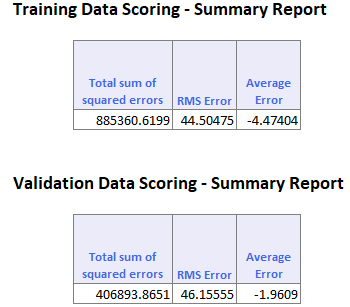 Training Data Scoring - Summary Report
Total sum of squared errors RMS Error Average Error
885360.6199 44.50475 -4.47404
Validation Data Scoring - Summary Report
Total sum of squared errors RMS Error Average Error
406893.8651 46.15555 -1.9609